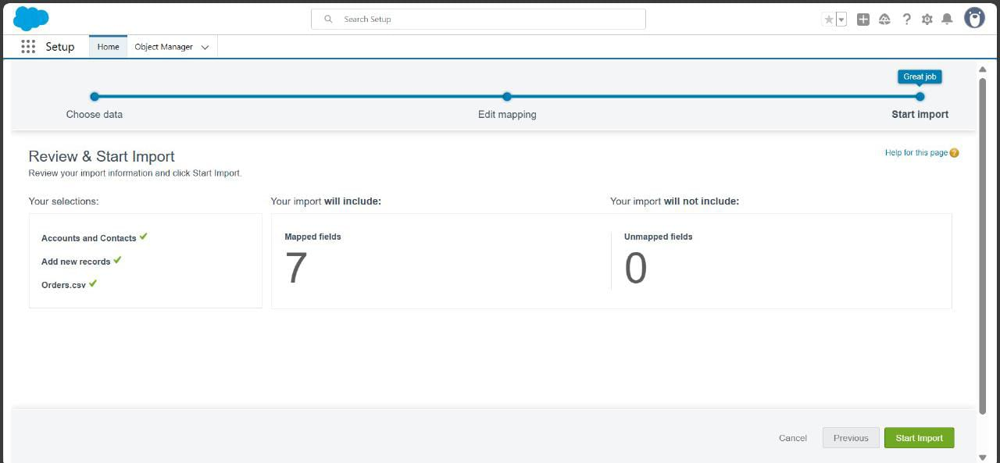 Search Setup
Setup
Home
Object Manager
Great job
Choose data
Edit mapping
Start import
Review & Start Import
Help for this page ?
Review your import information and click Start Import.
Your selections:
Your import will include:
Your import will not include:
Accounts and Contacts
Add new records
Orders.csv
Mapped fields
7
Unmapped fields
0
Cancel
Previous
Start Import